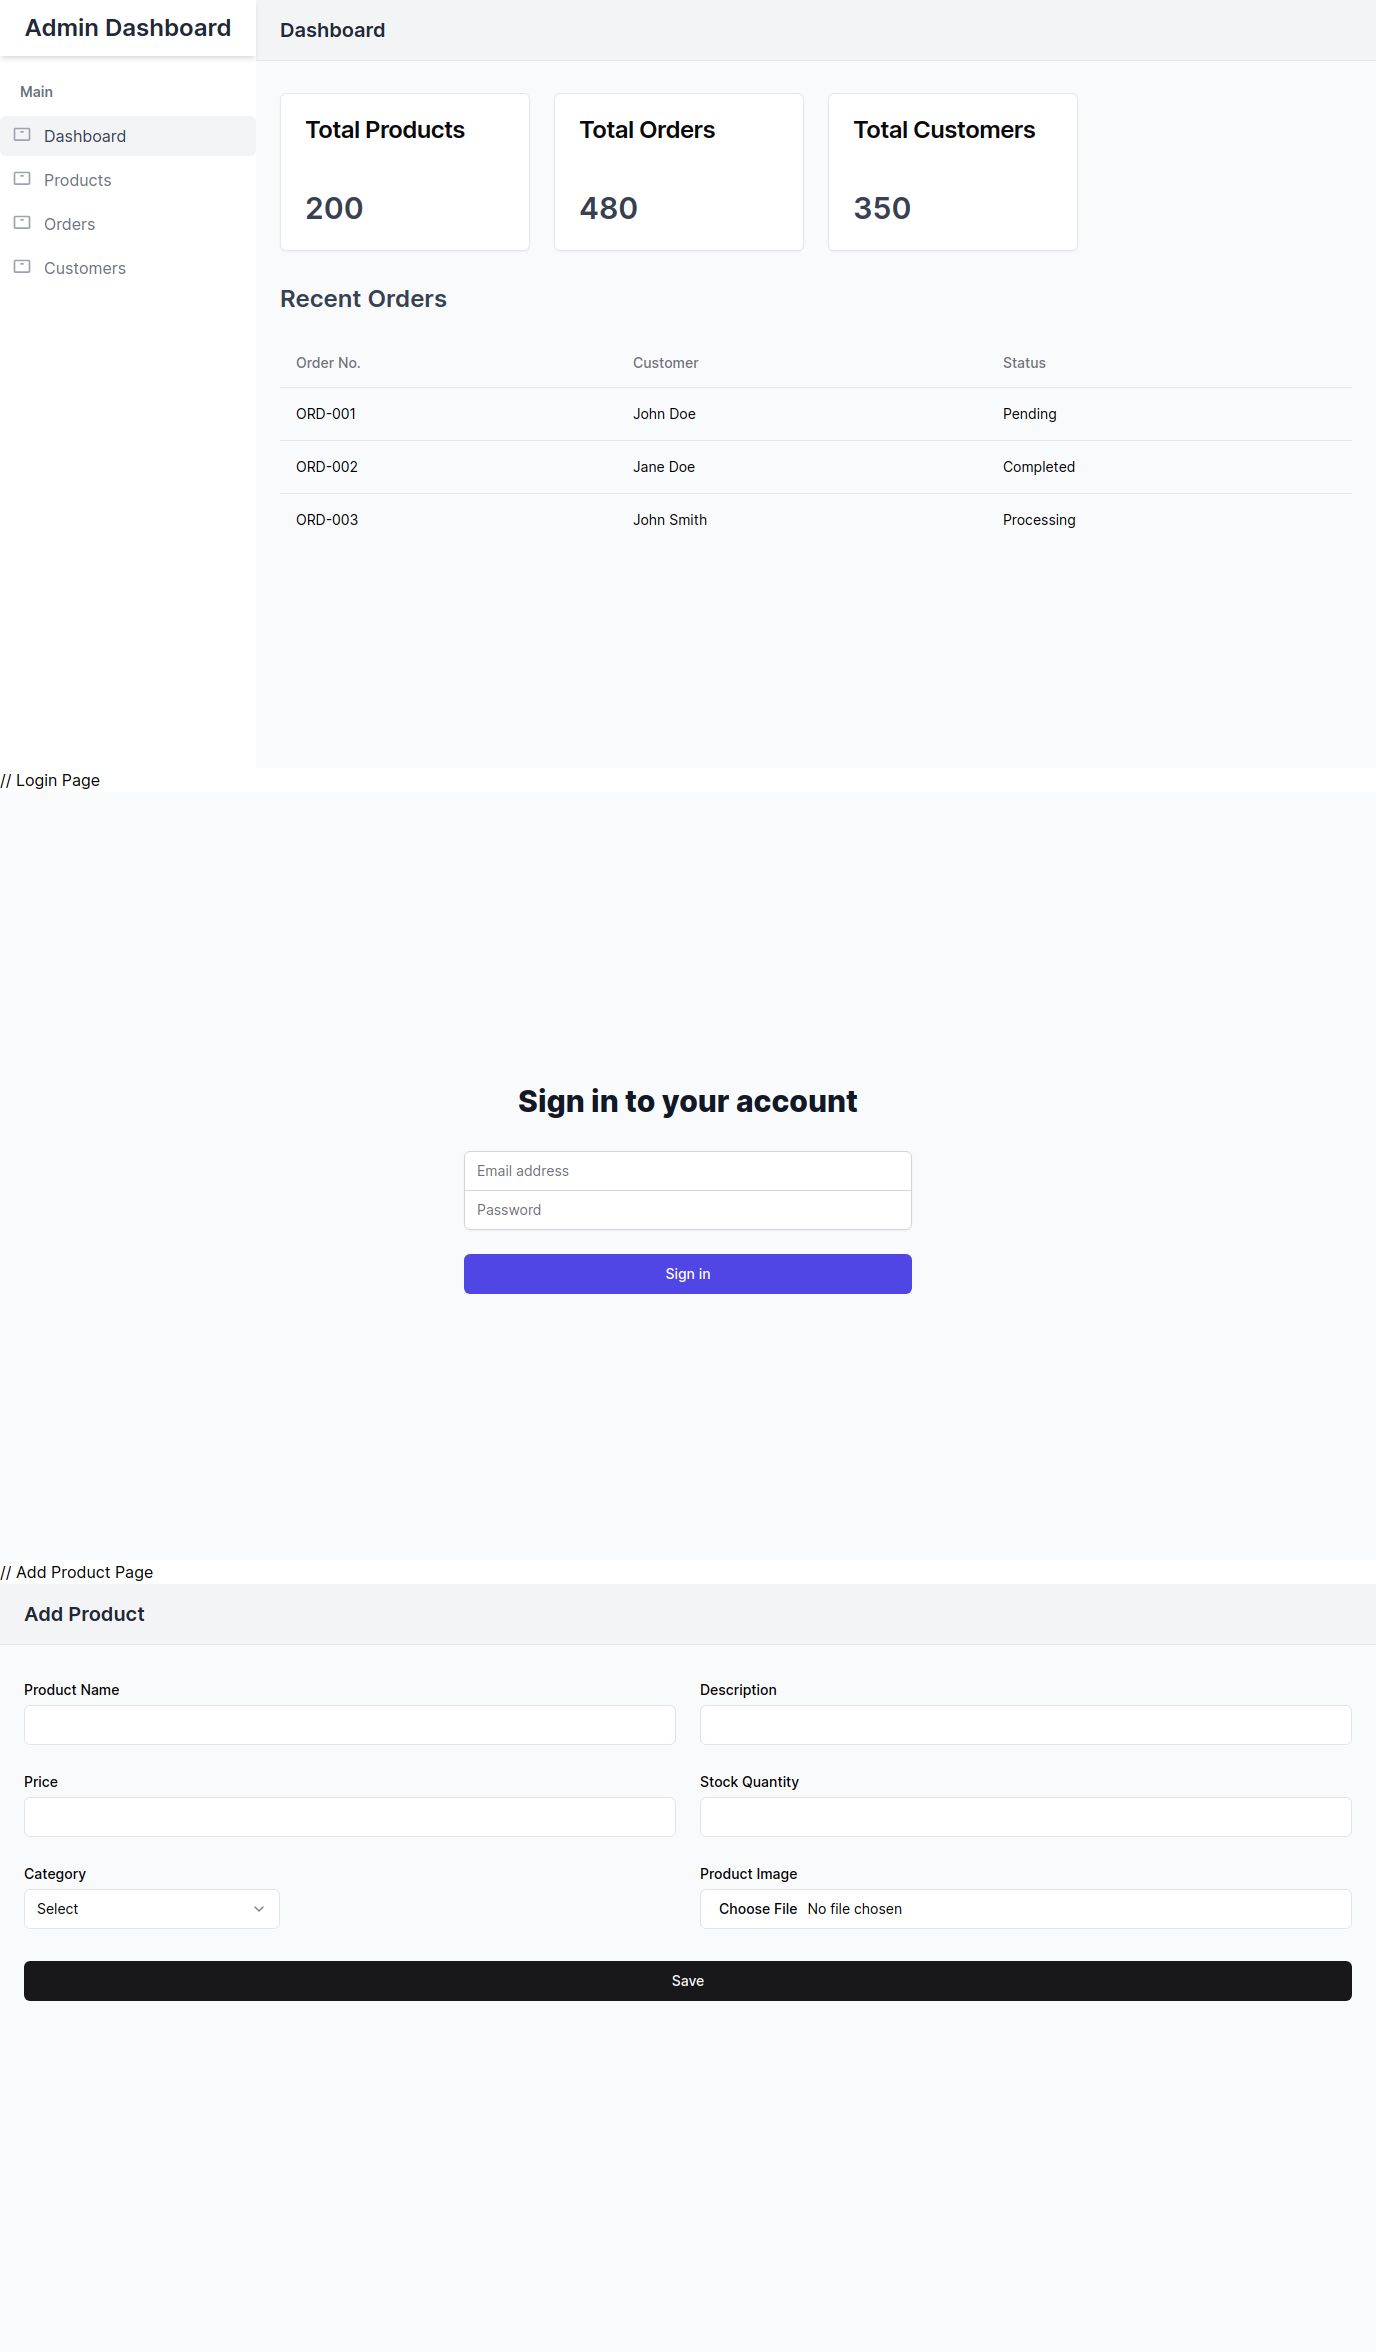 Admin Dashboard
Main
Dashboard
Products
Orders
Customers
Dashboard
Total Products
200
Total Orders
480
Total Customers
350
Recent Orders
Order No. Customer Status
ORD-001 John Doe Pending
ORD-002 Jane Doe Completed
ORD-003 John Smith Processing
// Login Page
Sign in to your account
Email address
Password
Sign in
// Add Product Page
Add Product
Product Name
Description
Price
Stock Quantity
Category
Select
Product Image
Choose File No file chosen
Save